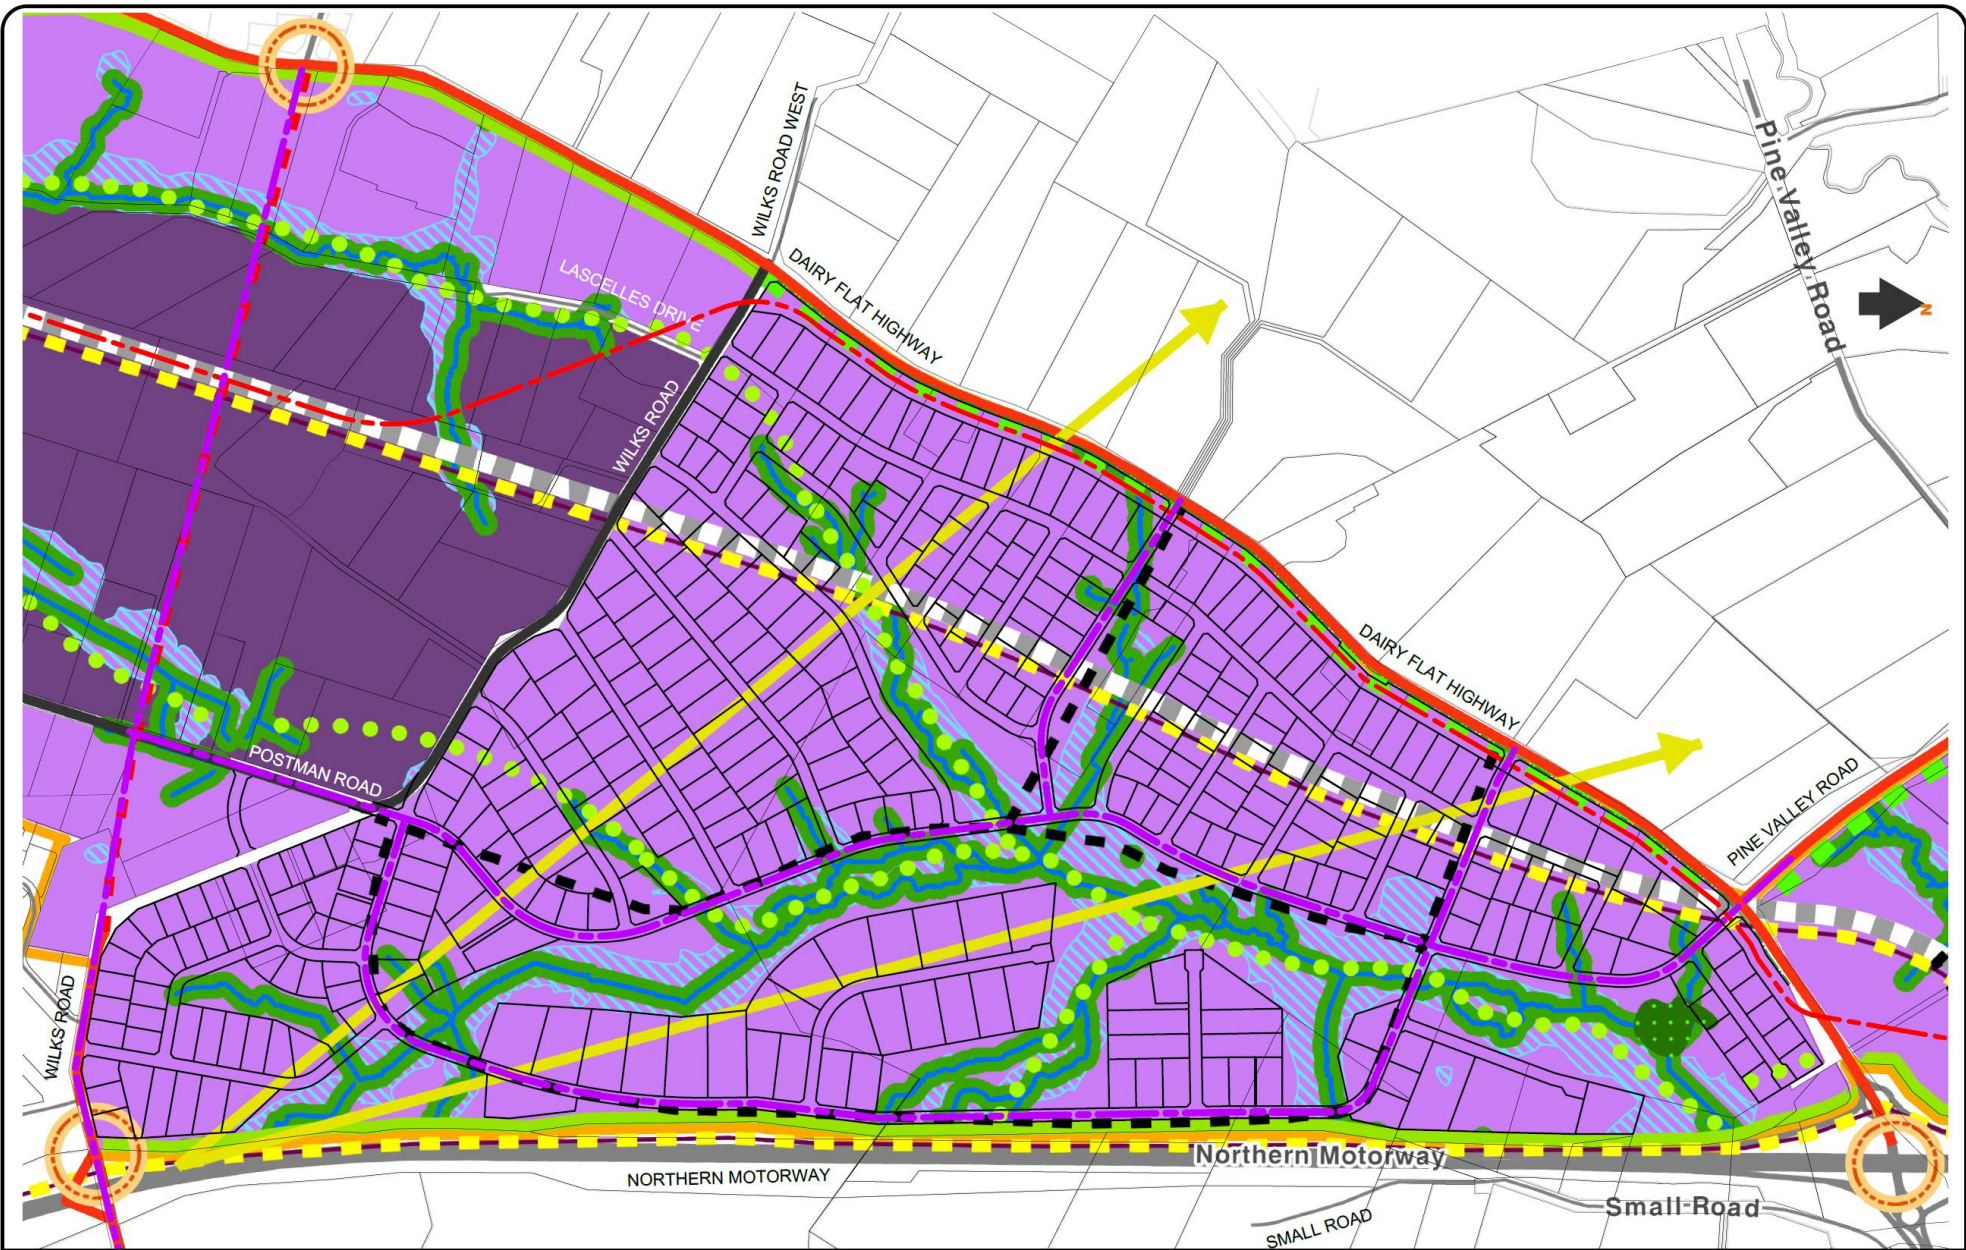 WILKS ROAD WEST
Pine Valley Road
DAIRY FLAT HIGHWAY
LASCELLES DRIVE
N
WILKS ROAD
DAIRY FLAT HIGHWAY
POSTMAN ROAD
PINE VALLEY ROAD
WILKS ROAD
Northern Motorway
NORTHERN MOTORWAY
Small Road
SMALL ROAD